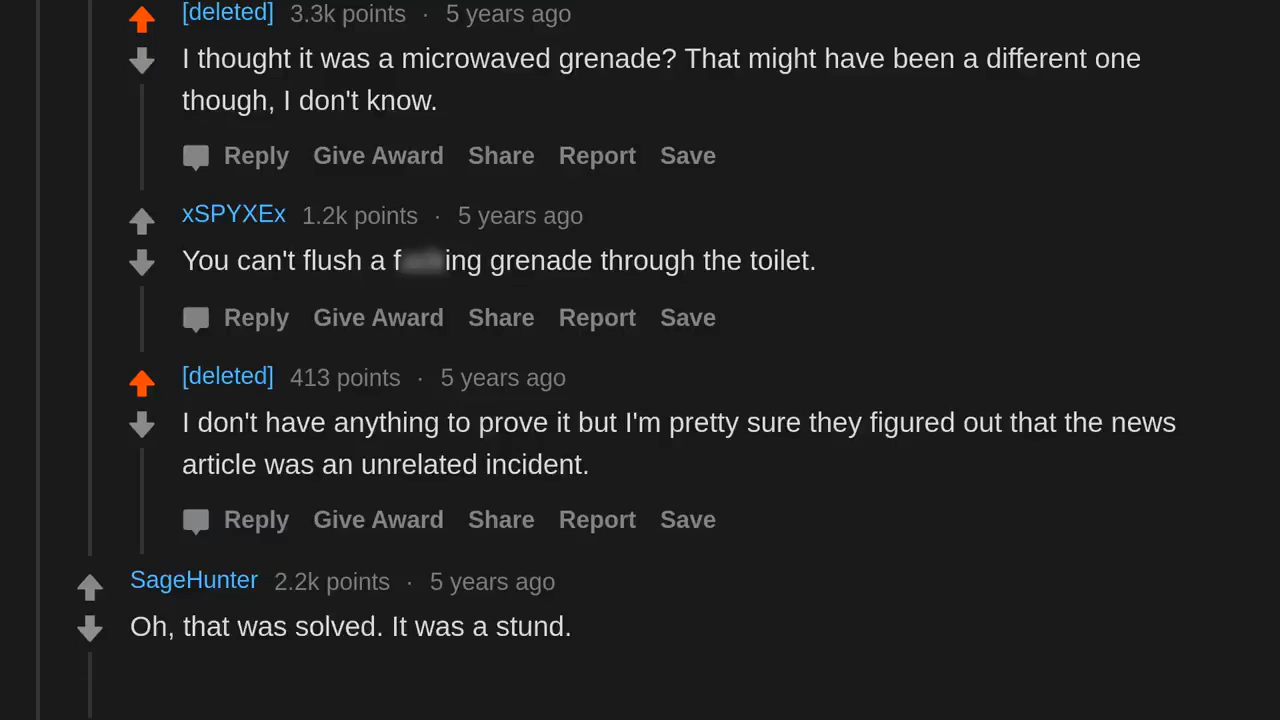 [deleted] 3.3k points · 5 years ago
I thought it was a microwaved grenade? That might have been a different one
though, I don't know.
Reply Give Award Share Report Save
xSPYXEx 1.2k points · 5 years ago
You can't flush a f ing grenade through the toilet.
Reply Give Award Share Report Save
[deleted] 413 points · 5 years ago
I don't have anything to prove it but I'm pretty sure they figured out that the news
article was an unrelated incident.
Reply Give Award Share Report Save
SageHunter 2.2k points · 5 years ago
Oh, that was solved. It was a stund.